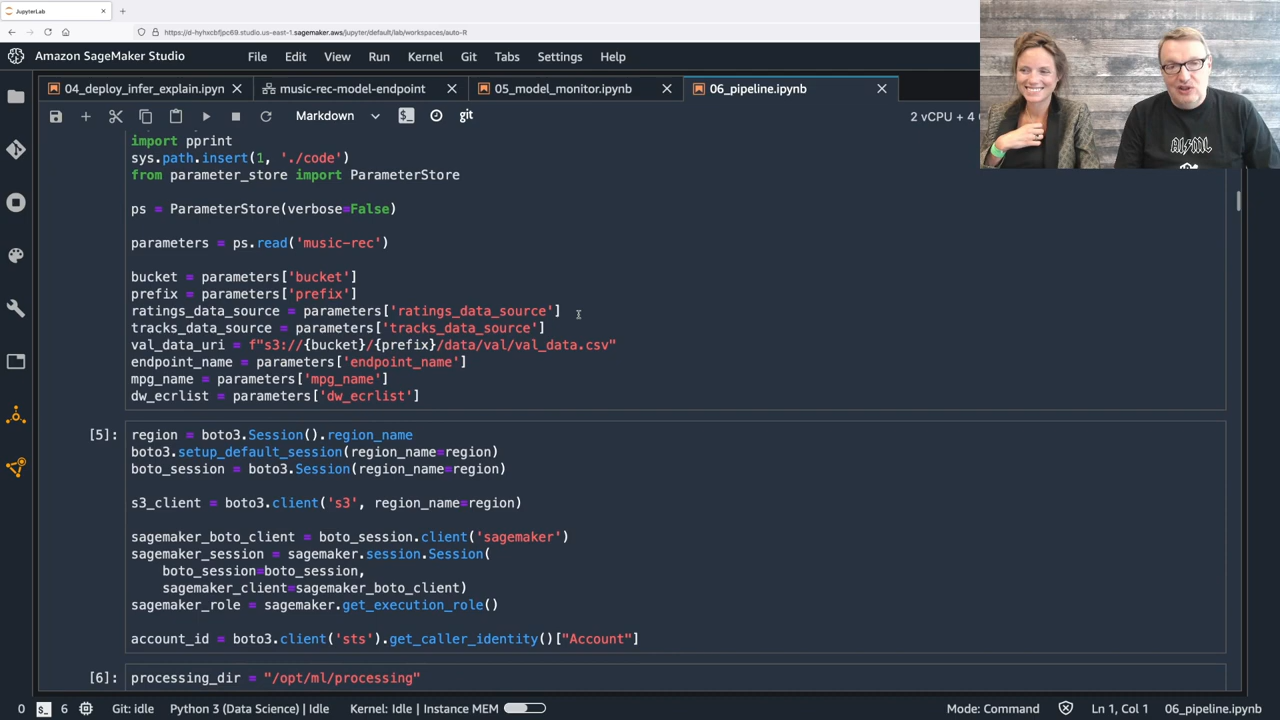 JupyterLab
https://d-hyhxcbfjpc69.studio.us-east-1.sagemaker.aws/jupyter/default/lab/workspaces/auto-R
Amazon SageMaker Studio File Edit View Run Kernel Git Tabs Settings Help
04_deploy_infer_explain.ipyn music-rec-model-endpoint 05_model_monitor.ipynb 06_pipeline.ipynb
Markdown git 2 vCPU + 4
import pprint
sys.path.insert(1, './code')
from parameter_store import ParameterStore
ps = ParameterStore(verbose=False)
parameters = ps.read('music-rec')
bucket = parameters['bucket']
prefix = parameters['prefix']
ratings_data_source = parameters['ratings_data_source']
tracks_data_source = parameters['tracks_data_source']
val_data_uri = f"s3://{bucket}/{prefix}/data/val/val_data.csv"
endpoint_name = parameters['endpoint_name']
mpg_name = parameters['mpg_name']
dw_ecrlist = parameters['dw_ecrlist']
[5]: region = boto3.Session().region_name
boto3.setup_default_session(region_name=region)
boto_session = boto3.Session(region_name=region)
s3_client = boto3.client('s3', region_name=region)
sagemaker_boto_client = boto_session.client('sagemaker')
sagemaker_session = sagemaker.session.Session(
boto_session=boto_session,
sagemaker_client=sagemaker_boto_client)
sagemaker_role = sagemaker.get_execution_role()
account_id = boto3.client('sts').get_caller_identity()["Account"]
[6]: processing_dir = "/opt/ml/processing"
0 $_ 6 Git: idle Python 3 (Data Science) | Idle Kernel: Idle | Instance MEM Mode: Command Ln 1, Col 1 06_pipeline.ipynb
AI/ML